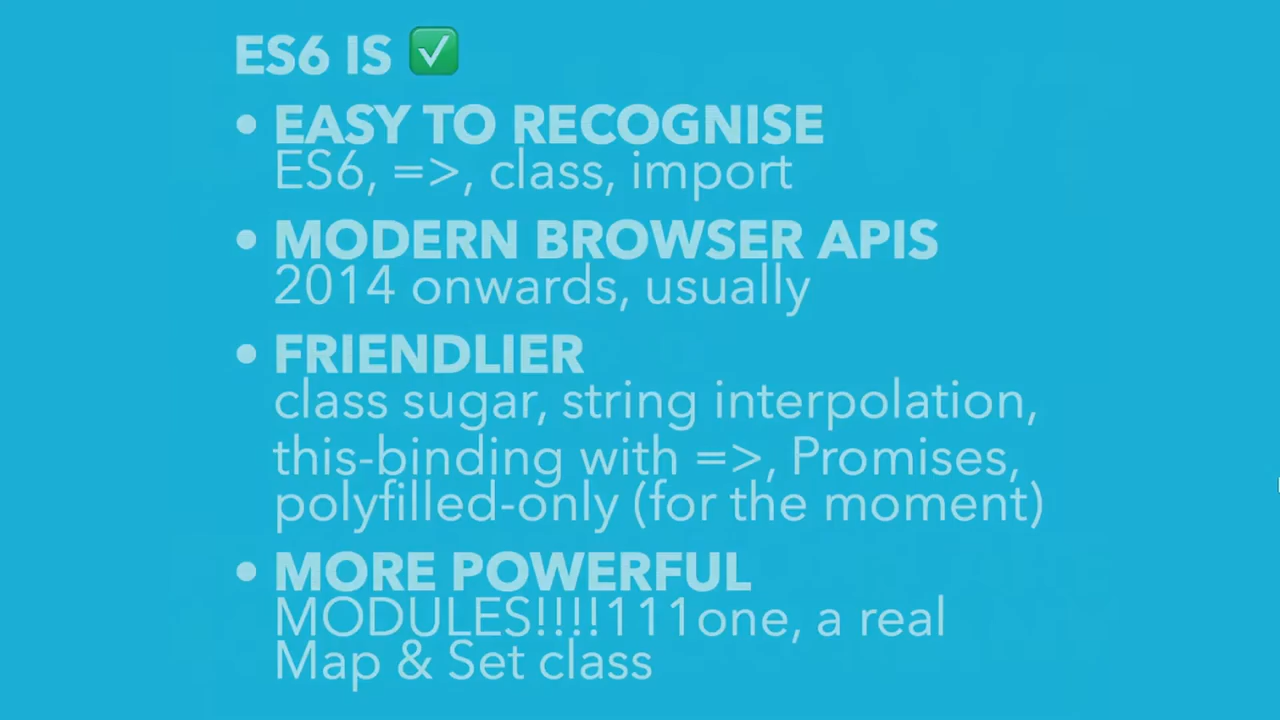 ES6 IS ✅
• EASY TO RECOGNISE
ES6, =>, class, import
• MODERN BROWSER APIS
2014 onwards, usually
• FRIENDLIER
class sugar, string interpolation,
this-binding with =>, Promises,
polyfilled-only (for the moment)
• MORE POWERFUL
MODULES!!!!111one, a real
Map & Set class